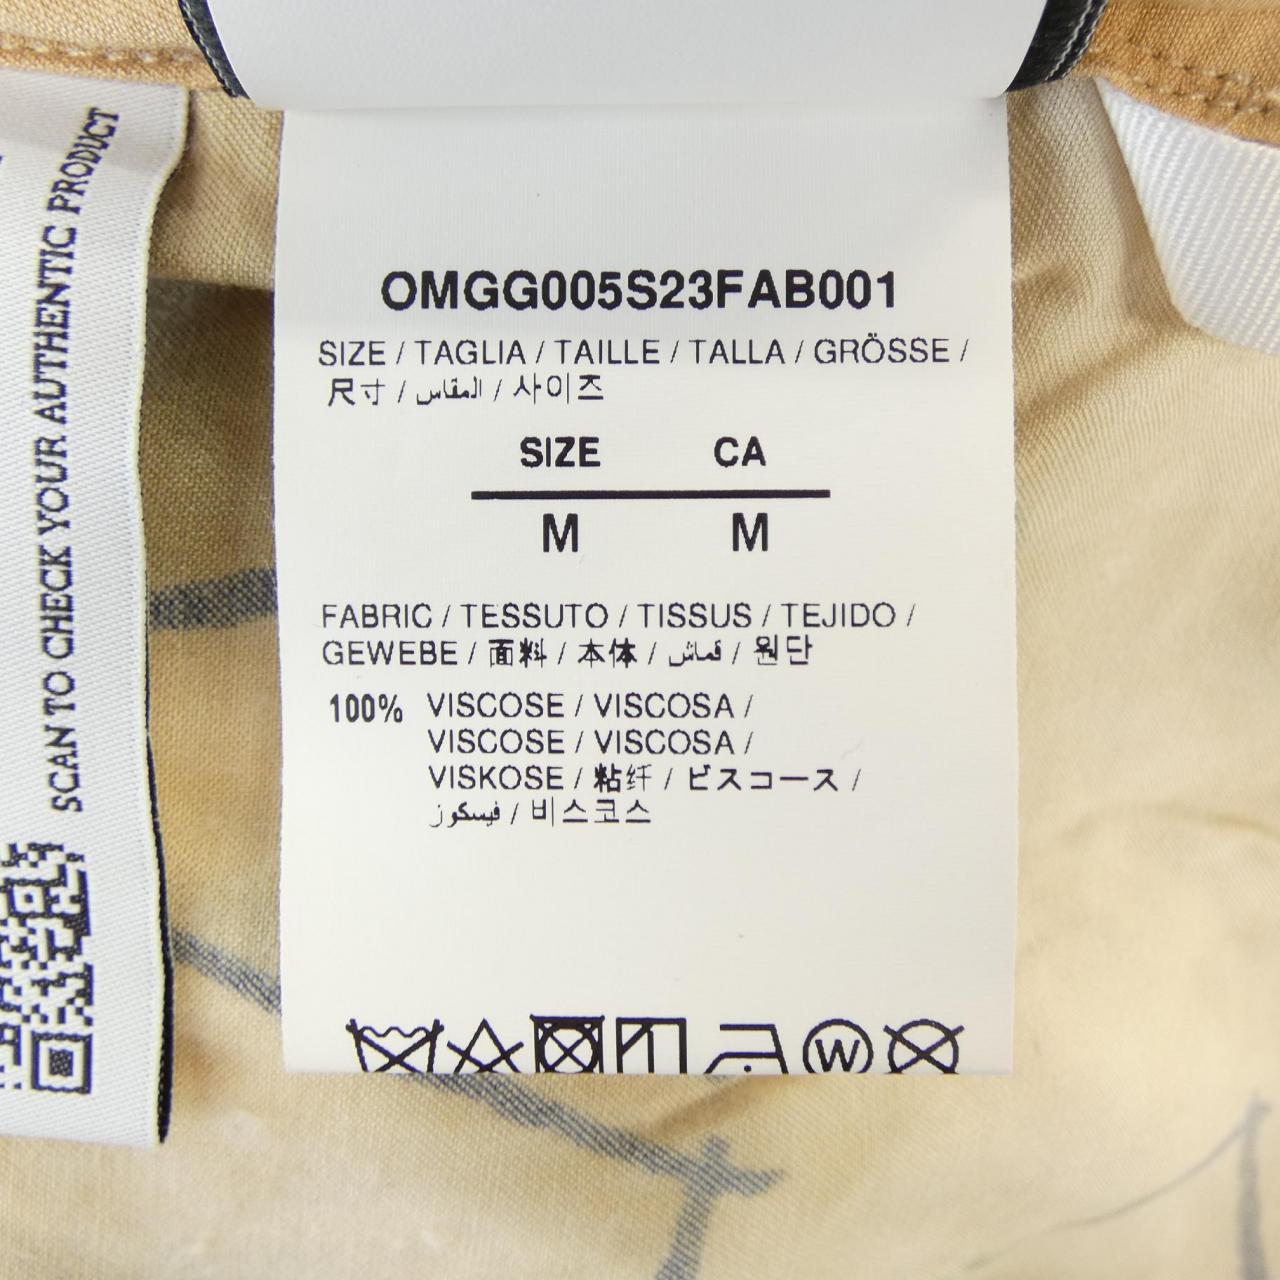 SCAN TO CHECK YOUR AUTHENTIC PRODUCT
OMGG005S23FAB001
SIZE / TAGLIA / TAILLE / TALLA / GRÖSSE /
尺寸 / المقاس / 사이즈
SIZE CA
M M
FABRIC / TESSUTO / TISSUS / TEJIDO /
GEWEBE / 面料 / 本体 / قماش / 원단
100% VISCOSE / VISCOSA /
VISCOSE / VISCOSA /
VISKOSE / 粘纤 / ビスコース /
فيسكوز / 비스코스
W